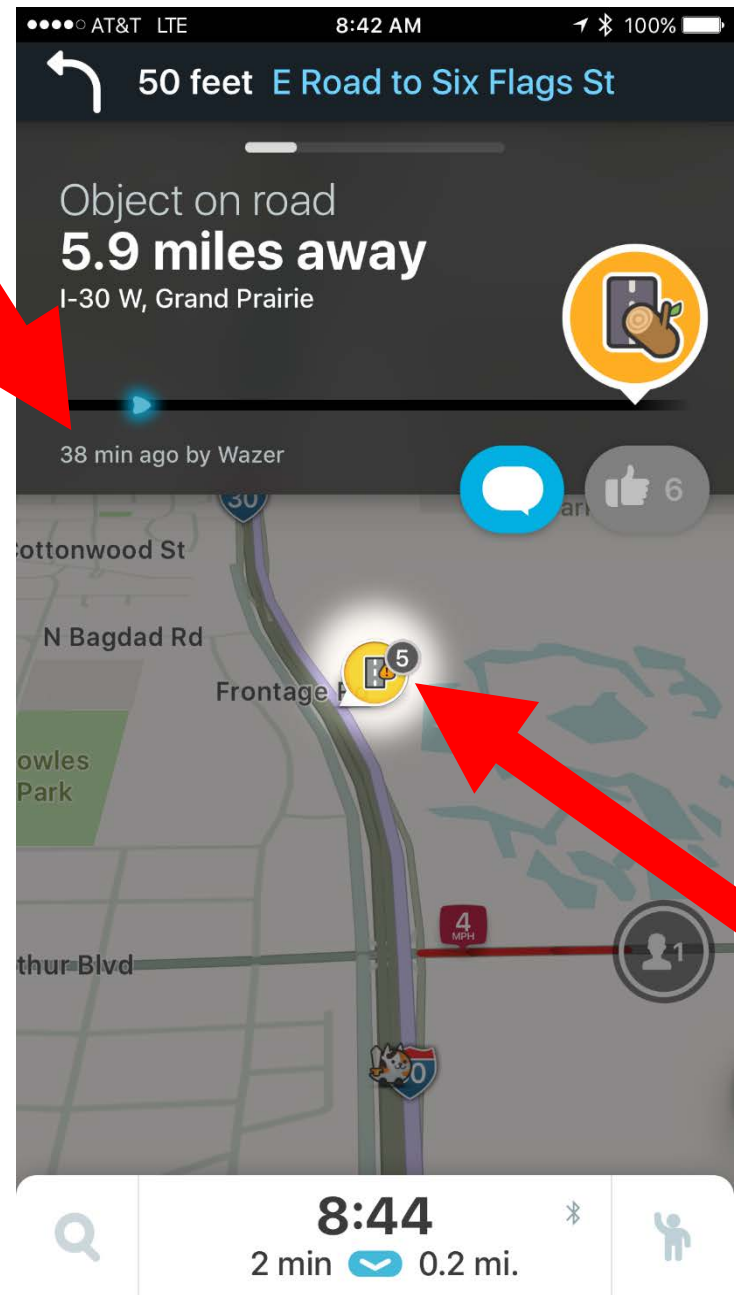 AT&T LTE 8:42 AM 100%
50 feet E Road to Six Flags St
Object on road
5.9 miles away
I-30 W, Grand Prairie
38 min ago by Wazer
6
30
Cottonwood St
N Bagdad Rd
5
Frontage
owles
Park
4
MPH
1
thur Blvd
0
8:44
2 min 0.2 mi.